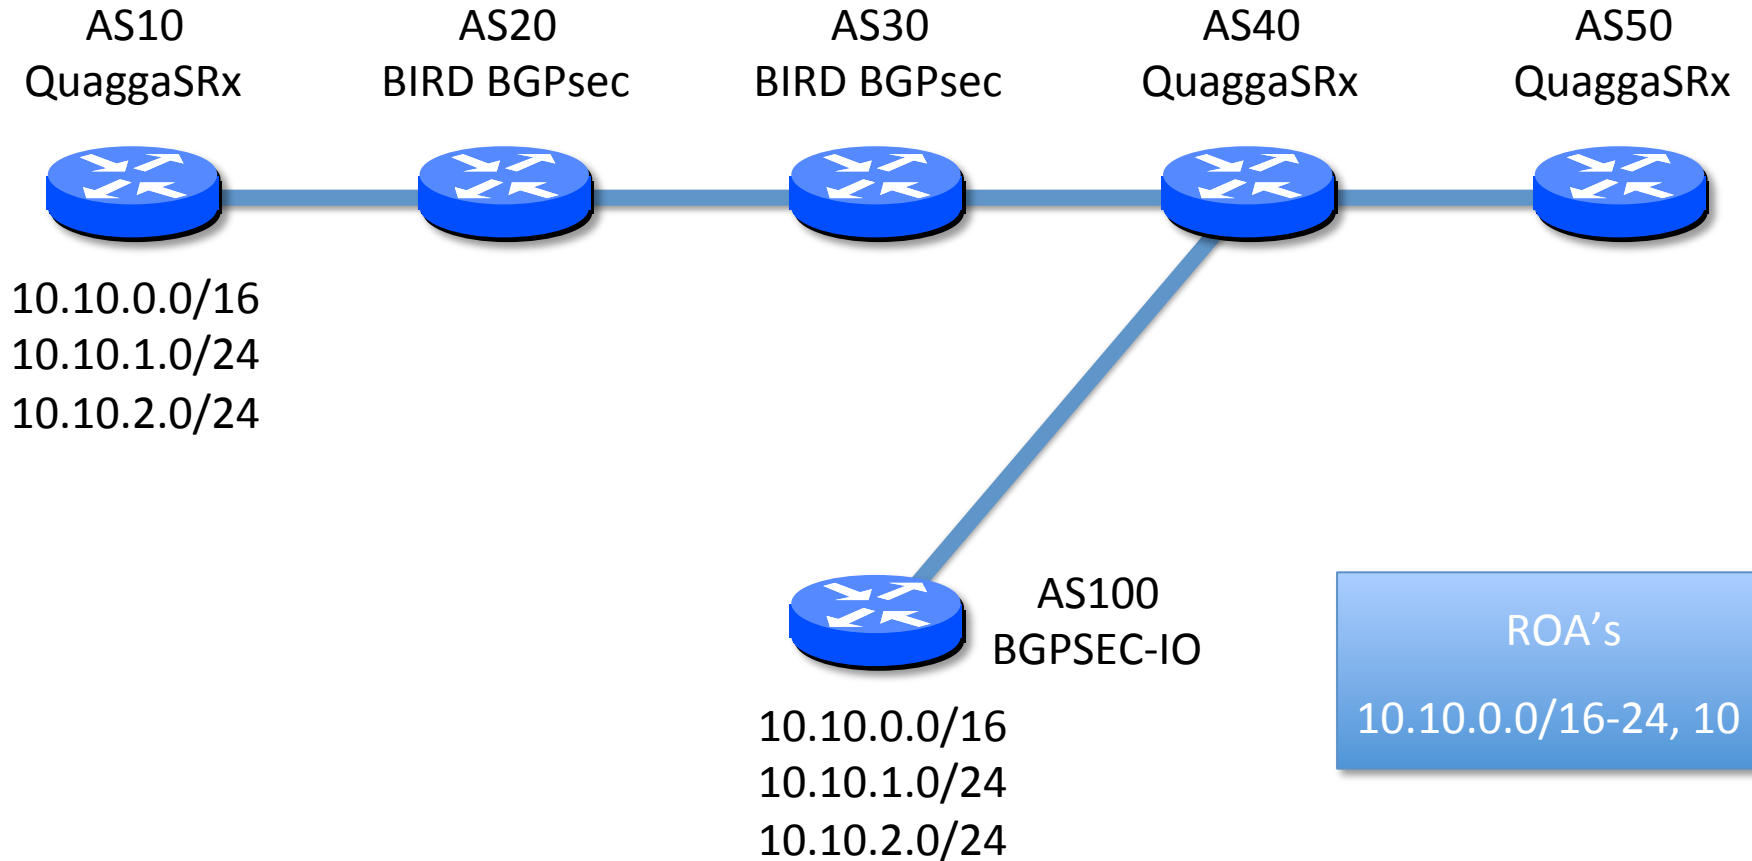 AS10
QuaggaSRx
AS20
BIRD BGPsec
AS30
BIRD BGPsec
AS40
QuaggaSRx
AS50
QuaggaSRx
10.10.0.0/16
10.10.1.0/24
10.10.2.0/24
AS100
BGPSEC-IO
10.10.0.0/16
10.10.1.0/24
10.10.2.0/24
ROA’s
10.10.0.0/16-24, 10